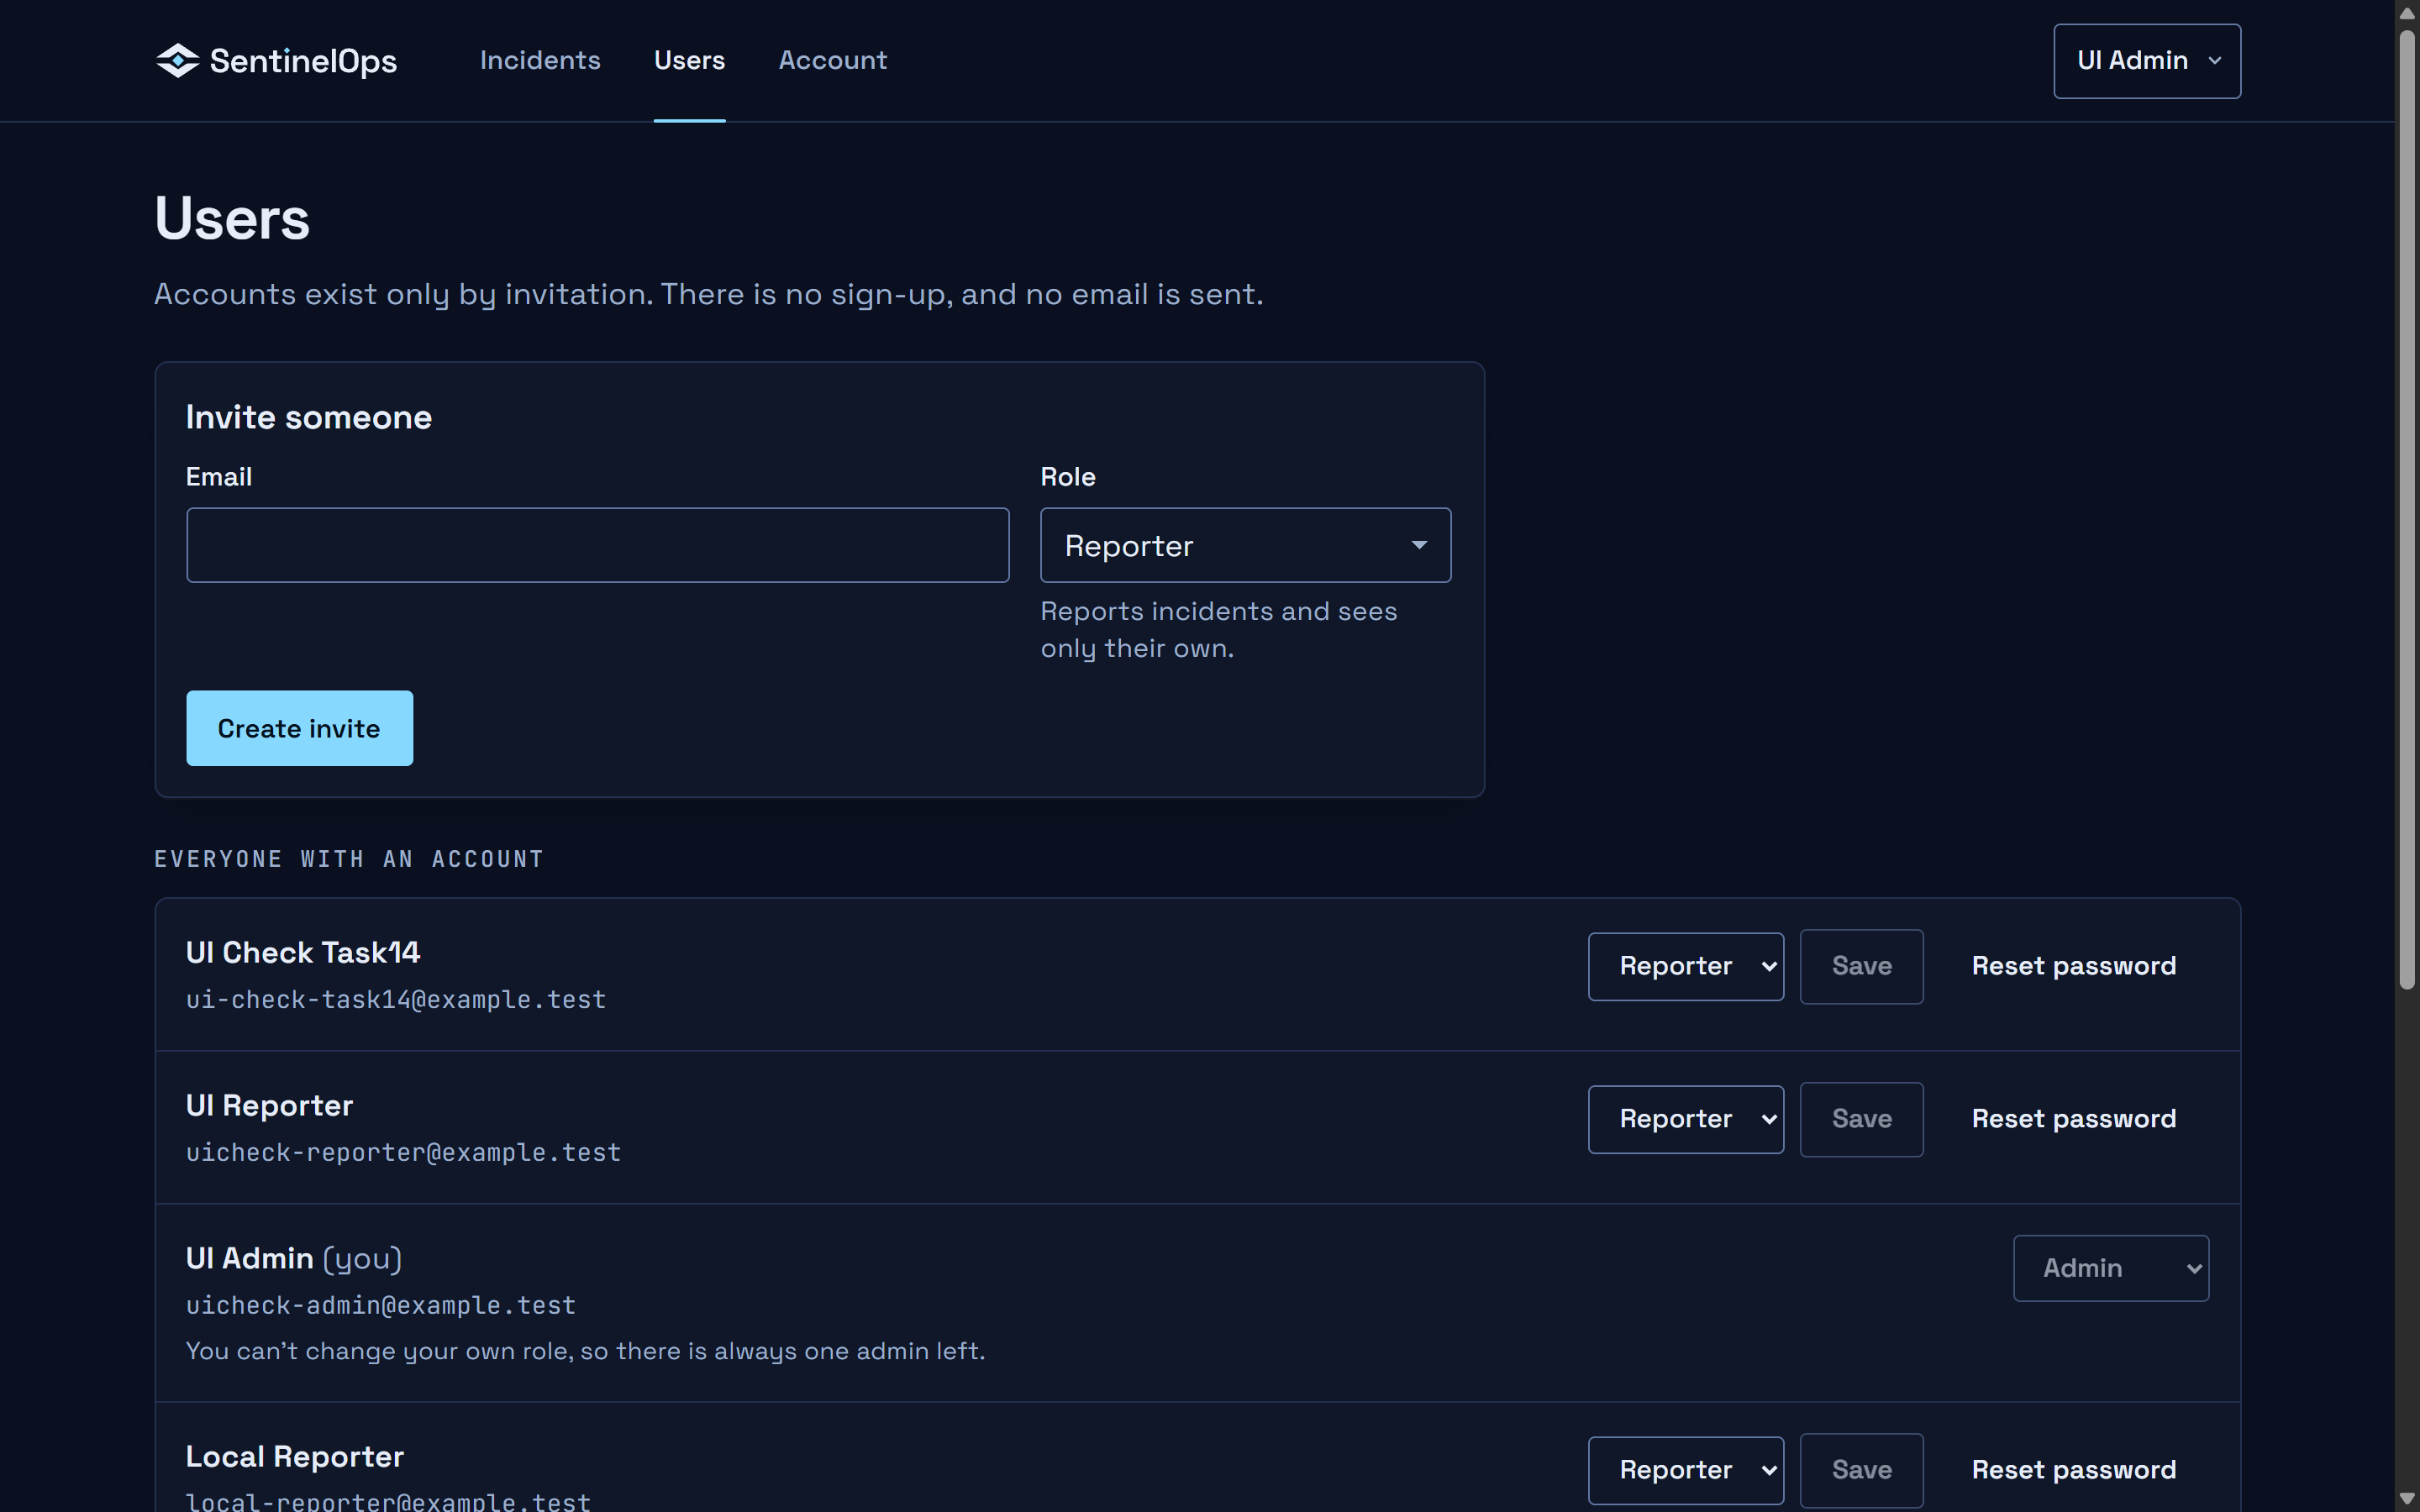 SentinelOps
Incidents
Users
Account
UI Admin
Users
Accounts exist only by invitation. There is no sign-up, and no email is sent.
Invite someone
Email
Role
Reporter
Reports incidents and sees
only their own.
Create invite
EVERYONE WITH AN ACCOUNT
UI Check Task14
ui-check-task14@example.test
Reporter
Save
Reset password
UI Reporter
uicheck-reporter@example.test
Reporter
Save
Reset password
UI Admin (you)
uicheck-admin@example.test
You can’t change your own role, so there is always one admin left.
Admin
Local Reporter
local-reporter@example.test
Reporter
Save
Reset password